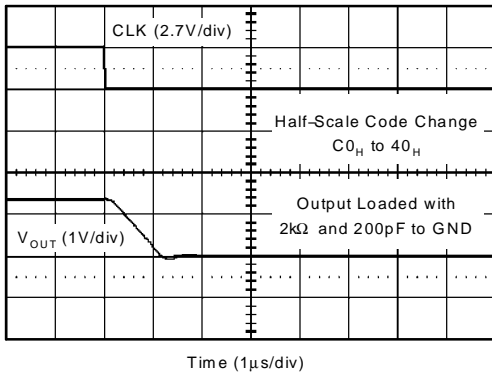 CLK (2.7V/div)
Half–Scale Code Change
C0H to 40H
Output Loaded with
2kΩ and 200pF to GND
VOUT (1V/div)
Time (1μs/div)